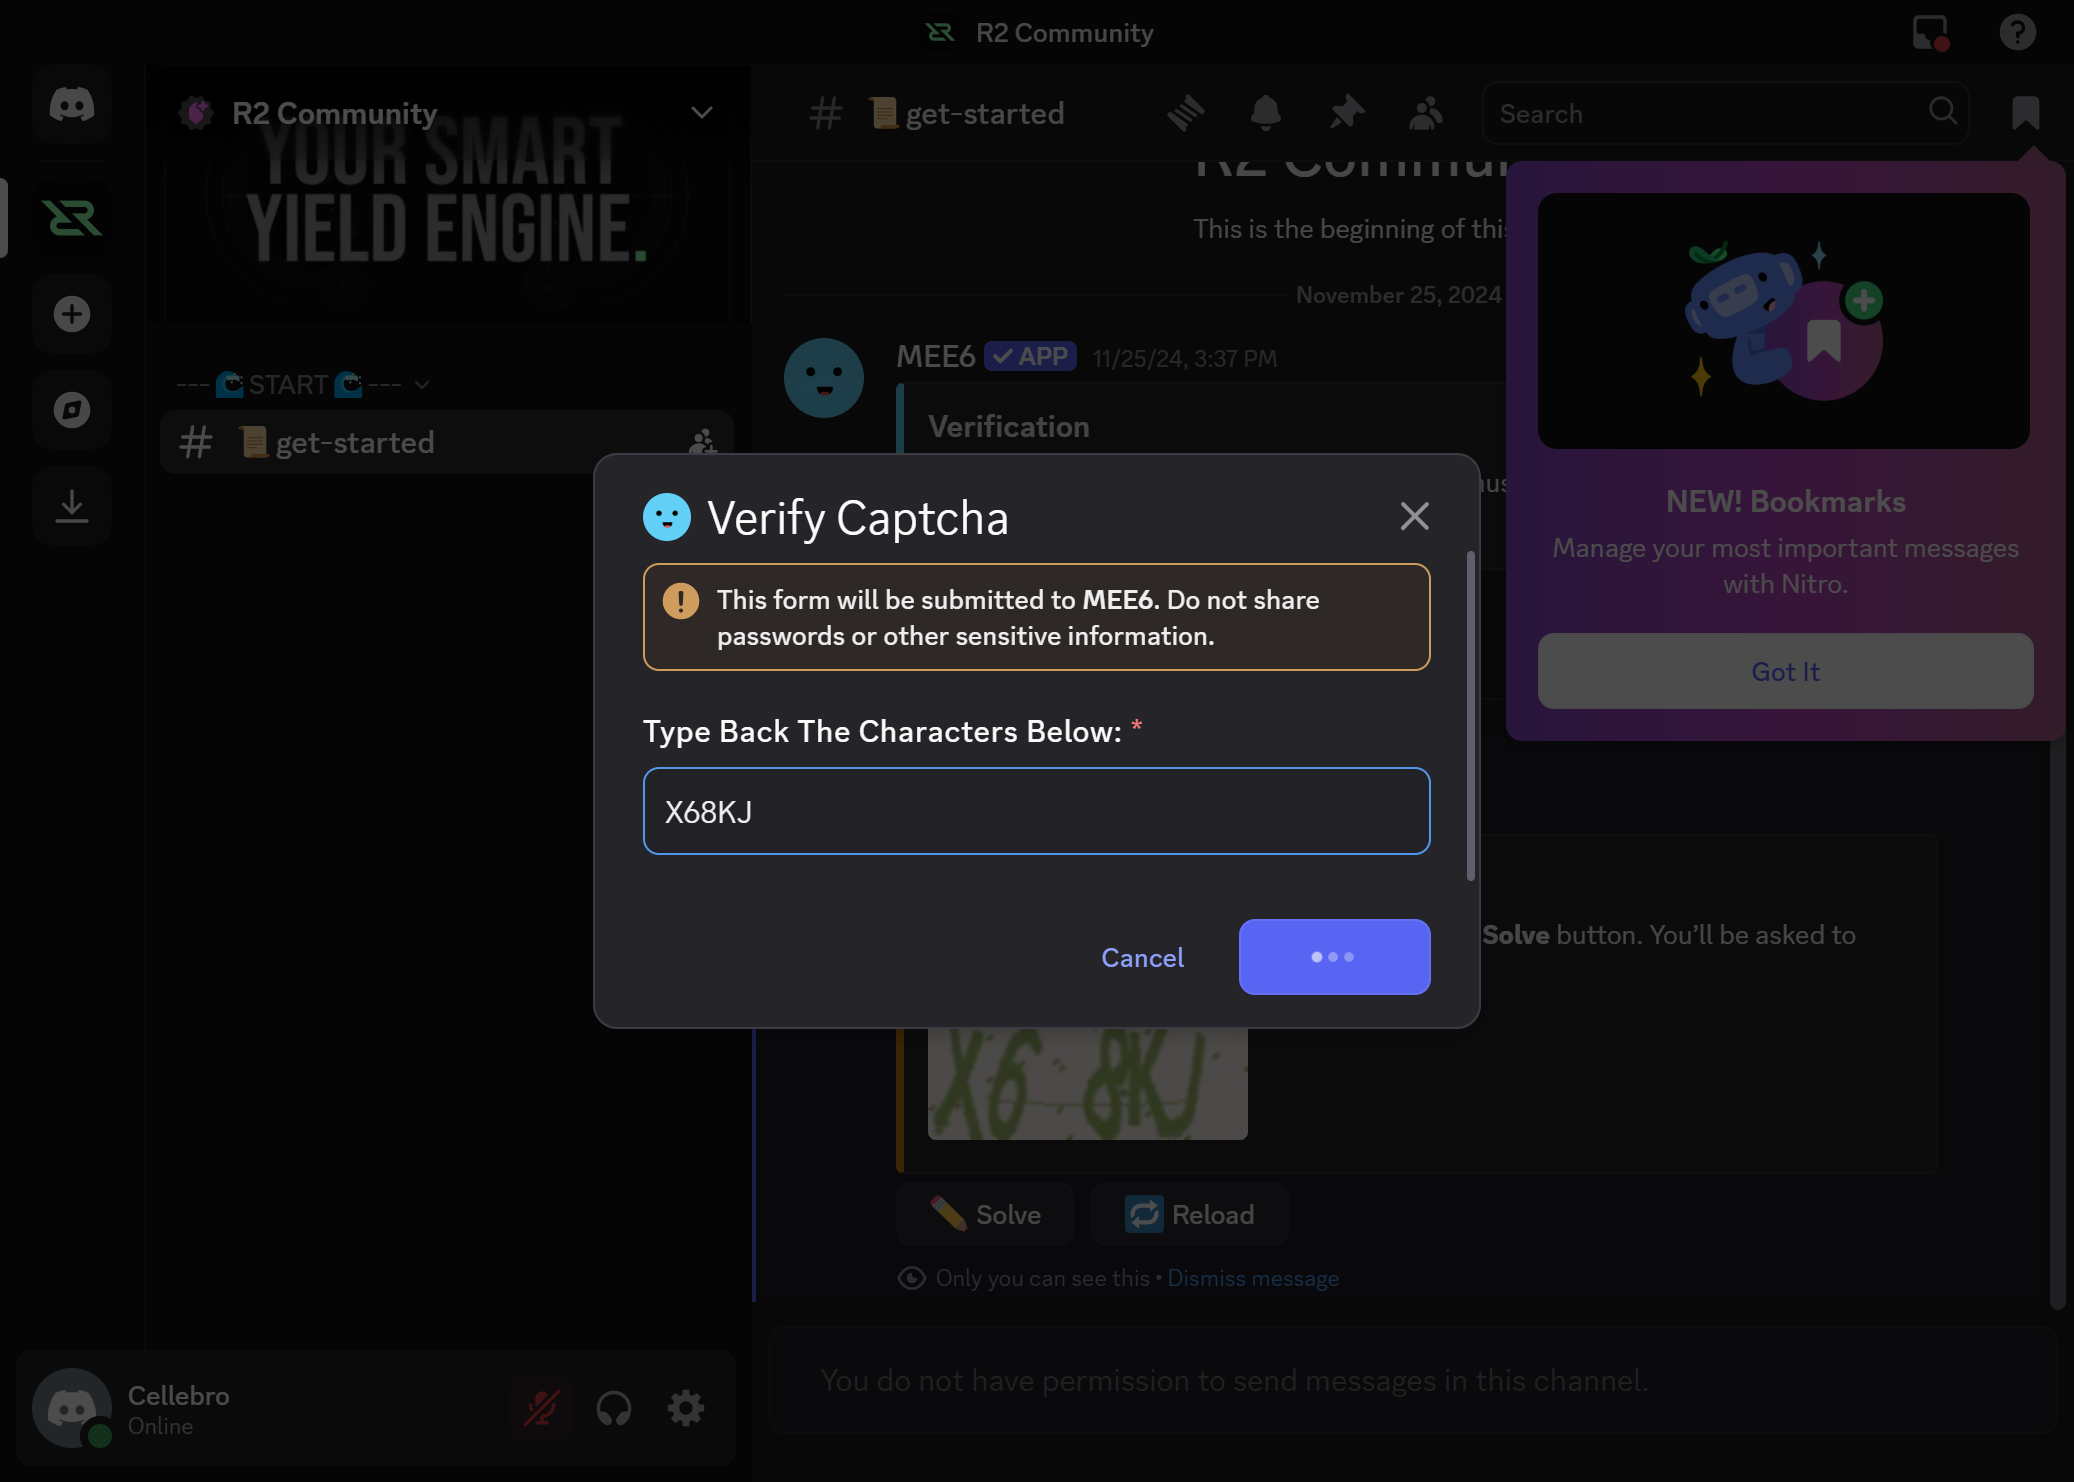 R2 Community
R2 Community
YOUR SMART
YIELD ENGINE.
--- START ---
get-started
get-started
Search
This is the beginning of this
November 25, 2024
MEE6 ✓ APP 11/25/24, 3:37 PM
Verification
NEW! Bookmarks
Manage your most important messages
with Nitro.
Got It
Verify Captcha
This form will be submitted to MEE6. Do not share
passwords or other sensitive information.
Type Back The Characters Below: *
X68KJ
Cancel
Solve button. You'll be asked to
X6 8KJ
Solve
Reload
Only you can see this • Dismiss message
You do not have permission to send messages in this channel.
Cellebro
Online